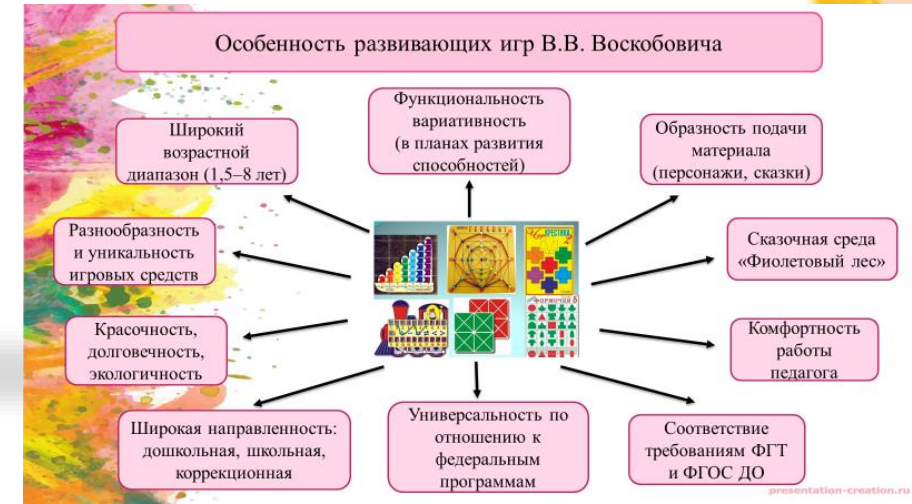 Особенность развивающих игр В.В. Воскобовича
Функциональность
вариативность
(в планах развития
способностей)
Широкий
возрастной
диапазон (1,5–8 лет)
Образность подачи
материала
(персонажи, сказки)
Разнообразность
и уникальность
игровых средств
Сказочная среда
«Фиолетовый лес»
Красочность,
долговечность,
экологичность
Комфортность
работы
педагога
Широкая направленность:
дошкольная, школьная,
коррекционная
Универсальность по
отношению к
федеральным
программам
Соответствие
требованиям ФГТ
и ФГОС ДО
presentation-creation.ru